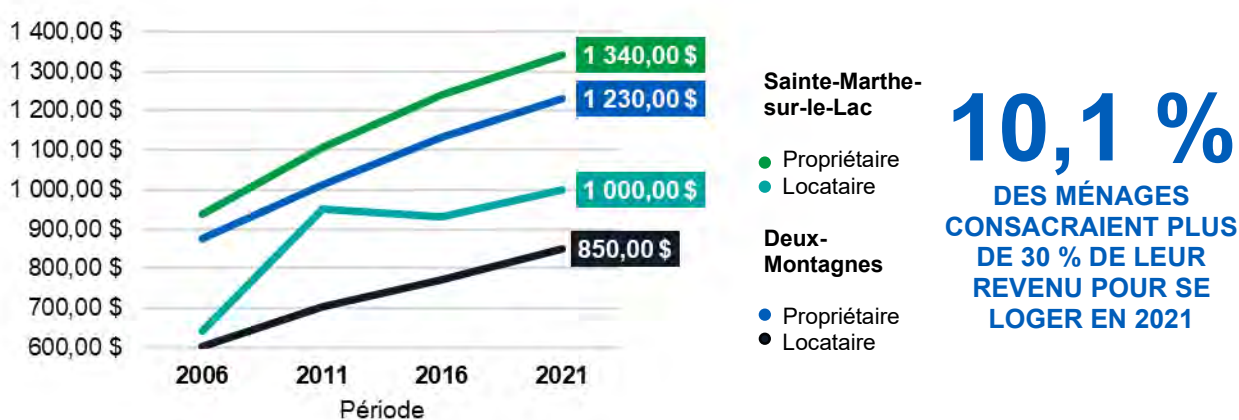 1 400,00 $
1 300,00 $
1 200,00 $
1 100,00 $
1 000,00 $
900,00 $
800,00 $
700,00 $
600,00 $
2006 2011 2016 2021
Période
1 340,00 $
1 230,00 $
1 000,00 $
850,00 $
Sainte-Marthe-
sur-le-Lac
Propriétaire
Locataire
Deux-
Montagnes
Propriétaire
Locataire
10,1 %
DES MÉNAGES
CONSACRAIENT PLUS
DE 30 % DE LEUR
REVENU POUR SE
LOGER EN 2021